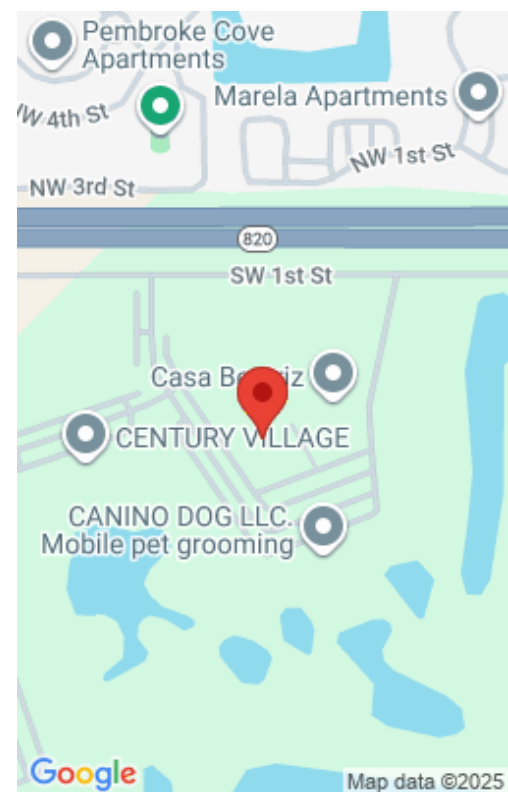 Pembroke Cove
Apartments
4th St
Marela Apartments
NW 1st St
NW 3rd St
820
SW 1st St
Casa
CENTURY VILLAGE
CANINO DOG LLC.
Mobile pet grooming
Google
Map data ©2025